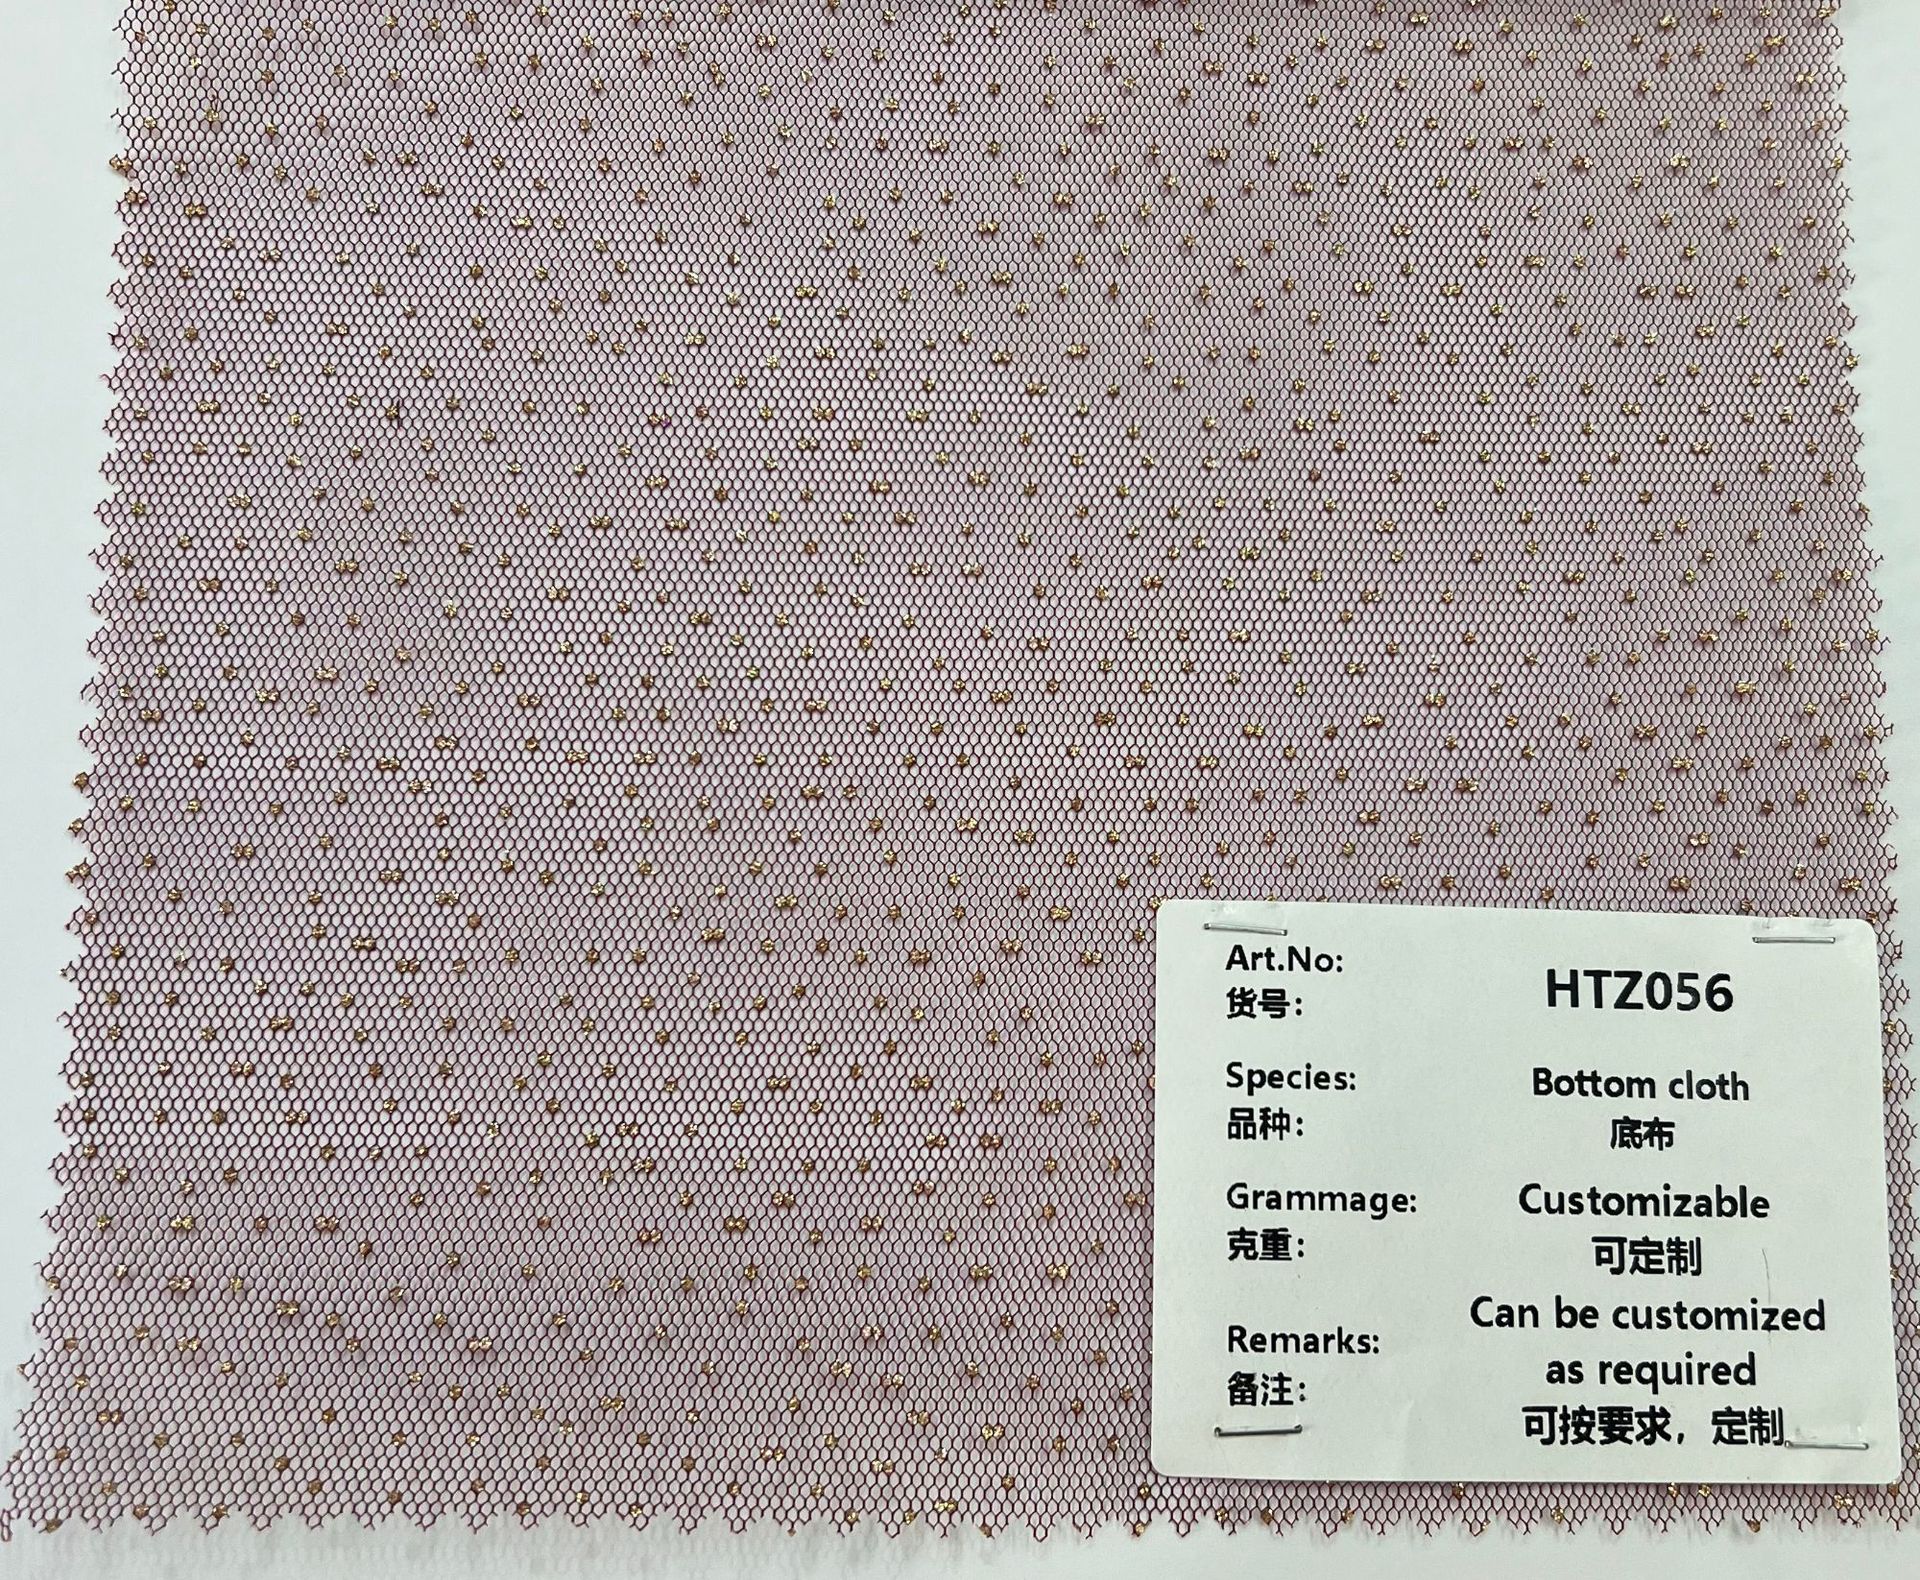 Art.No:
货号:
HTZ056
Species:
品种:
Bottom cloth
底布
Grammage:
克重:
Customizable
可定制
Remarks:
备注:
Can be customized
as required
可按要求，定制